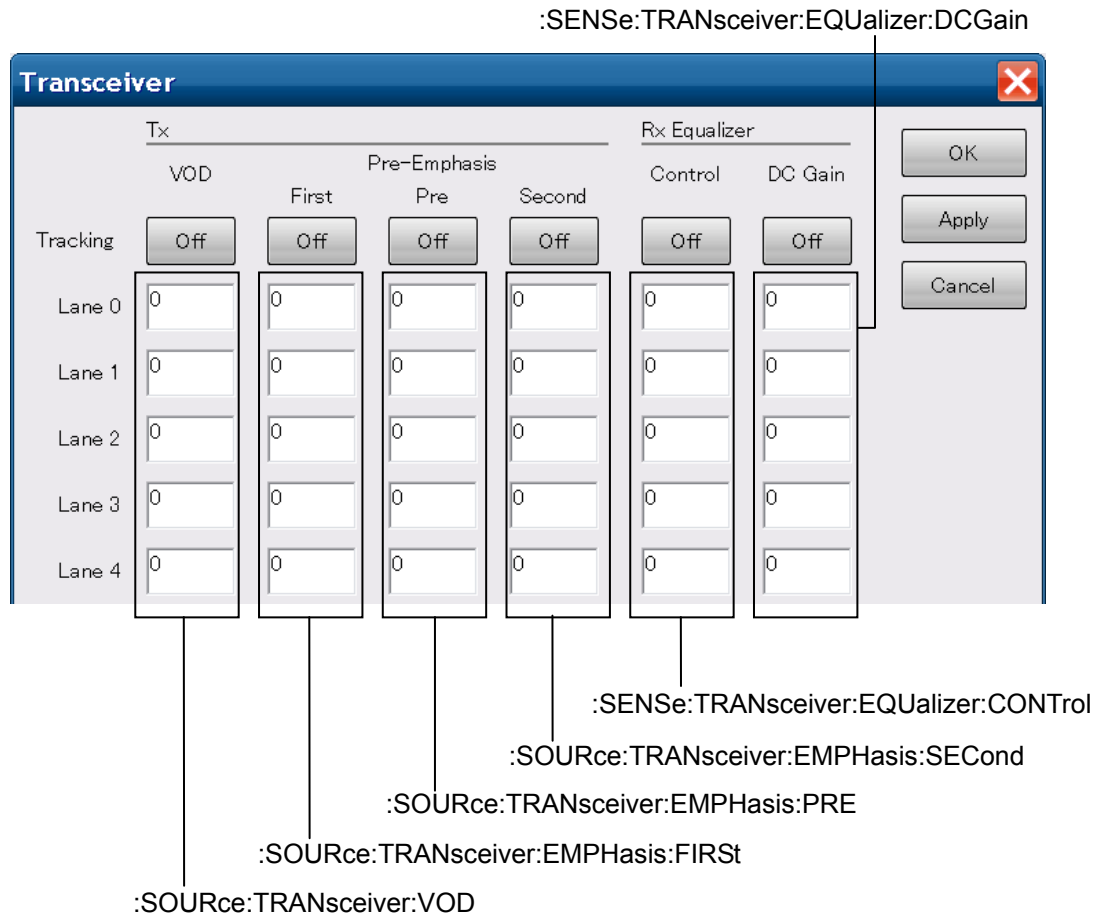 :SENSe:TRANsceiver:EQUalizer:DCGain
Transceiver
Tx Rx Equalizer
VOD Pre-Emphasis Control DC Gain
First Pre Second
Tracking Off Off Off Off Off Off
OK
Apply
Cancel
Lane 0 0 0 0 0 0 0
Lane 1 0 0 0 0 0 0
Lane 2 0 0 0 0 0 0
Lane 3 0 0 0 0 0 0
Lane 4 0 0 0 0 0 0
:SENSe:TRANsceiver:EQUalizer:CONTrol
:SOURce:TRANsceiver:EMPHasis:SECond
:SOURce:TRANsceiver:EMPHasis:PRE
:SOURce:TRANsceiver:EMPHasis:FIRSt
:SOURce:TRANsceiver:VOD